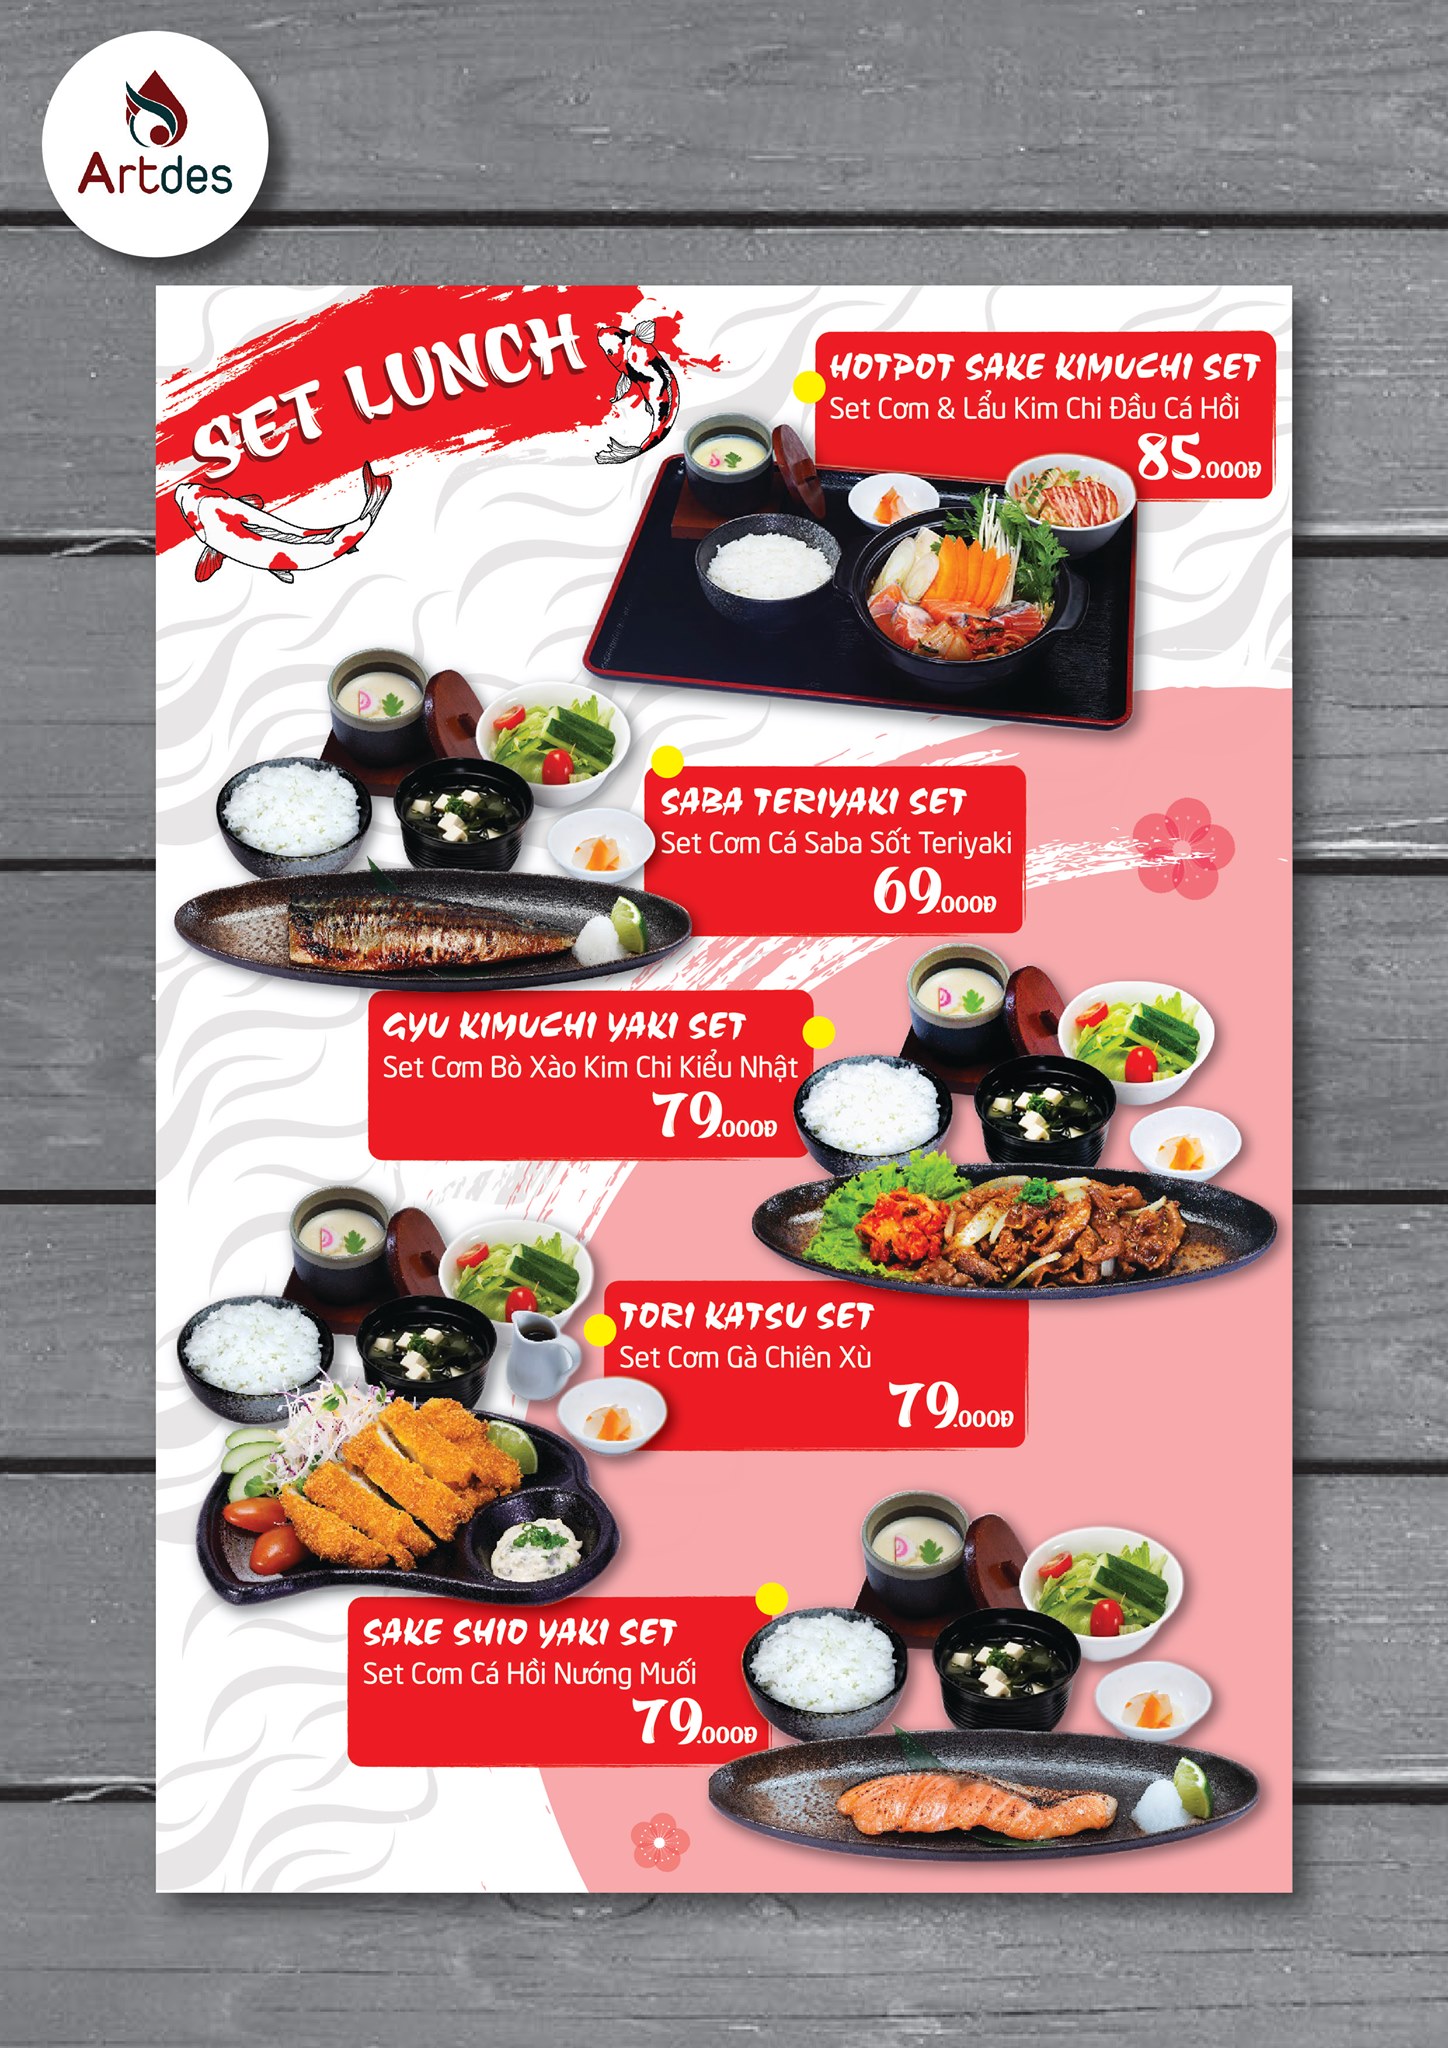 Artdes
SET LUNCH
HOTPOT SAKE KIMUCHI SET
Set Cơm & Lẩu Kim Chi Đầu Cá Hồi
85.000Đ
SABA TERIYAKI SET
Set Cơm Cá Saba Sốt Teriyaki
69.000Đ
GYU KIMUCHI YAKI SET
Set Cơm Bò Xào Kim Chi Kiểu Nhật
79.000Đ
TORI KATSU SET
Set Cơm Gà Chiên Xù
79.000Đ
SAKE SHIO YAKI SET
Set Cơm Cá Hồi Nướng Muối
79.000Đ